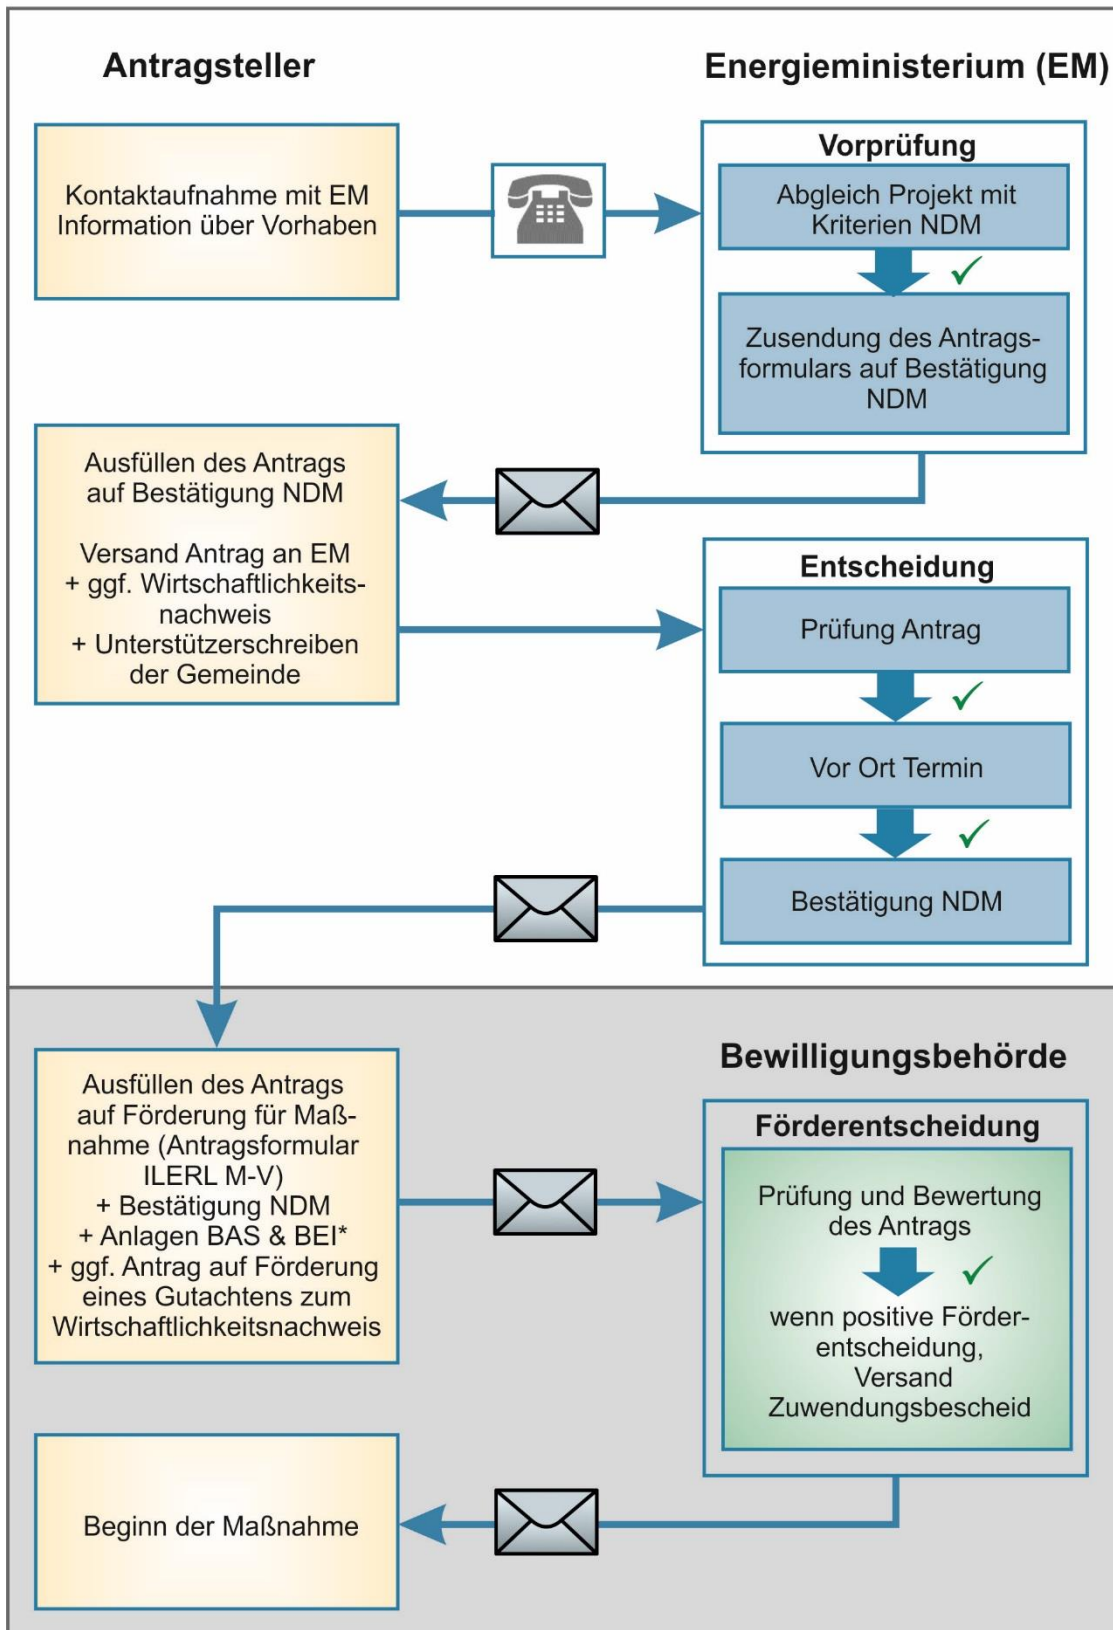 Antragsteller
Energieministerium (EM)
Kontaktaufnahme mit EM
Information über Vorhaben
Vorprüfung
Abgleich Projekt mit
Kriterien NDM
Zusendung des Antrags-
formulars auf Bestätigung
NDM
Ausfüllen des Antrags
auf Bestätigung NDM
Versand Antrag an EM
+ ggf. Wirtschaftlichkeits-
nachweis
+ Unterstützerschreiben
der Gemeinde
Entscheidung
Prüfung Antrag
Vor Ort Termin
Bestätigung NDM
Ausfüllen des Antrags
auf Förderung für Maß-
nahme (Antragsformular
ILERL M-V)
+ Bestätigung NDM
+ Anlagen BAS & BEI*
+ ggf. Antrag auf Förderung
eines Gutachtens zum
Wirtschaftlichkeitsnachweis
Bewilligungsbehörde
Förderentscheidung
Prüfung und Bewertung
des Antrags
wenn positive Förder-
entscheidung,
Versand
Zuwendungsbescheid
Beginn der Maßnahme